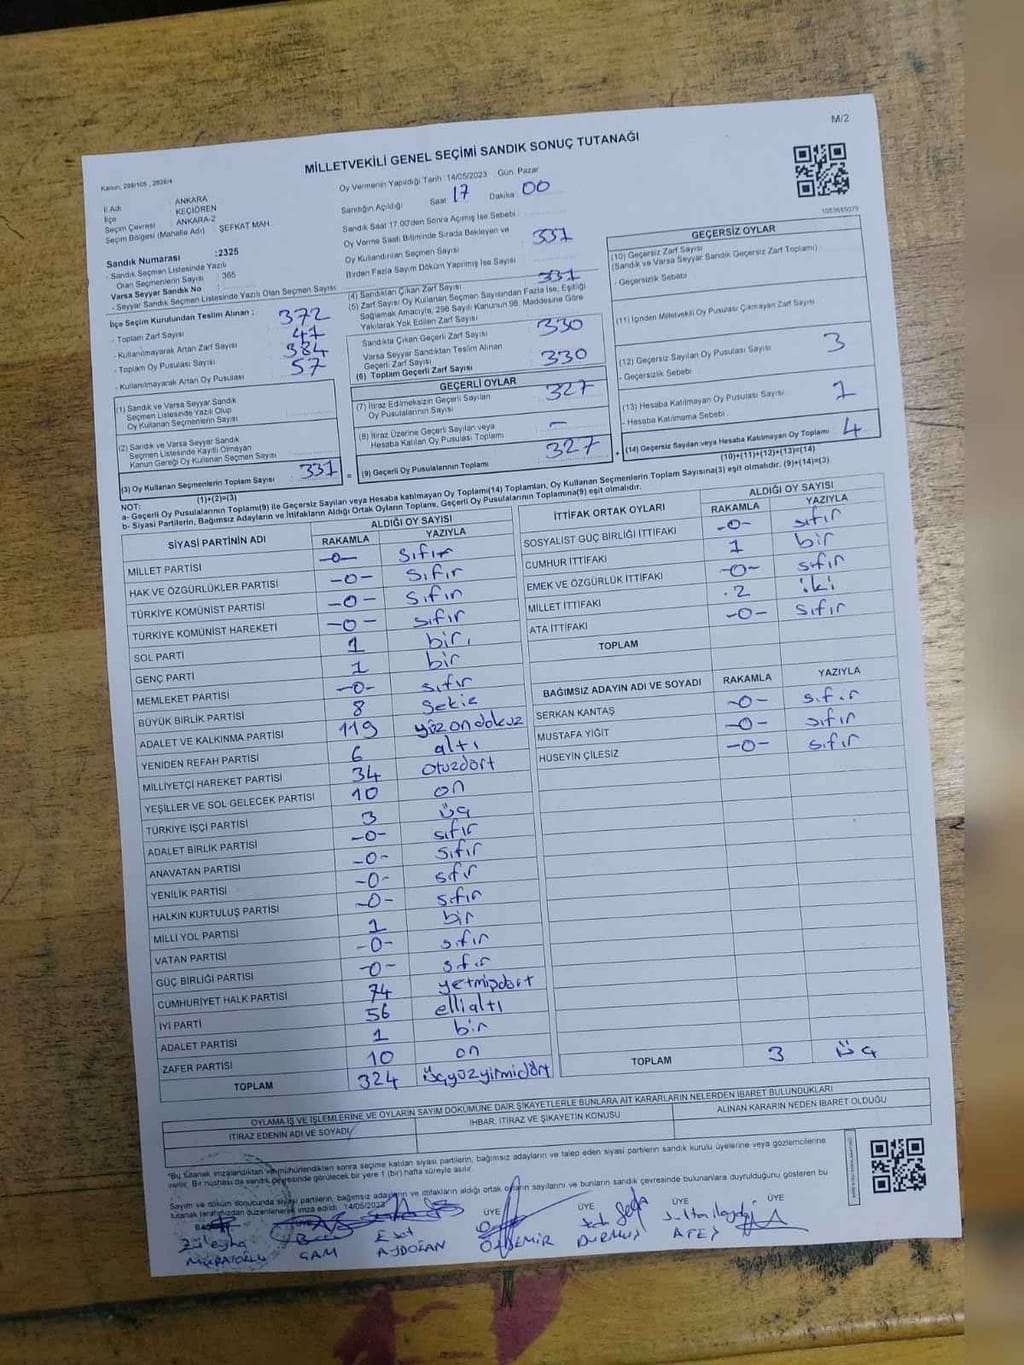 M/2
MİLLETVEKİLİ GENEL SEÇİMİ SANDIK SONUÇ TUTANAĞI
Kanun, 298/105 , 2839/4
Oy Vermenin Yapıldığı Tarih :14/05/2023 Gün. Pazar
İl Adı : ANKARA
İlçe : KEÇİÖREN
Seçim Çevresi : ANKARA-2
Seçim Bölgesi (Mahalle Adı) : ŞEFKAT MAH.
Sandık Numarası :2325
- Sandık Seçmen Listesinde Yazılı
Olan Seçmenlerin Sayısı : 365
Varsa Seyyar Sandık No :
- Seyyar Sandık Seçmen Listesinde Yazılı Olan Seçmen Sayısı:
Sandığın Açıldığı Saat 17 Dakika 00
Sandık Saat 17.00'den Sonra Açılmış İse Sebebi :
Oy Verme Saati Bitiminde Sırada Bekleyen ve
Oy Kullandırılan Seçmen Sayısı : 331
Birden Fazla Sayım Döküm Yapılmış İse Sayısı :
İlçe Seçim Kurulundan Teslim Alınan ;
- Toplam Zarf Sayısı : 372
- Kullanılmayarak Artan Zarf Sayısı : 41
- Toplam Oy Pusulası Sayısı : 384
- Kullanılmayarak Artan Oy Pusulası : 57
(4) Sandıktan Çıkan Zarf Sayısı : 331
(5) Zarf Sayısı Oy Kullanan Seçmen Sayısından Fazla İse, Eşitliği
Sağlamak Amacıyla, 298 Sayılı Kanunun 98. Maddesine Göre
Yakılarak Yok Edilen Zarf Sayısı :
Sandıkta Çıkan Geçerli Zarf Sayısı : 330
Varsa Seyyar Sandıktan Teslim Alınan
Geçerli Zarf Sayısı
(6) Toplam Geçerli Zarf Sayısı : 330
(1) Sandık ve Varsa Seyyar Sandık
Seçmen Listesinde Yazılı Olup
Oy Kullanan Seçmenlerin Sayısı
(2) Sandık ve Varsa Seyyar Sandık
Seçmen Listesinde Kayıtlı Olmayan
Kanun Gereği Oy Kullanan Seçmen Sayısı
(3) Oy Kullanan Seçmenlerin Toplam Sayısı : 331
(1)+(2)=(3)
=
GEÇERLİ OYLAR
(7) İtiraz Edilmeksizin Geçerli Sayılan
Oy Pusulalarının Sayısı : 327
(8) İtiraz Üzerine Geçerli Sayılan veya
Hesaba Katılan Oy Pusulası Toplamı : —
(9) Geçerli Oy Pusulalarının Toplamı : 327
+
1053615079
GEÇERSİZ OYLAR
(10) Geçersiz Zarf Sayısı
(Sandık ve Varsa Seyyar Sandık Geçersiz Zarf Toplamı) :
- Geçersizlik Sebebi
(11) İçinden Milletvekili Oy Pusulası Çıkmayan Zarf Sayısı
(12) Geçersiz Sayılan Oy Pusulası Sayısı : 3
- Geçersizlik Sebebi
(13) Hesaba Katılmayan Oy Pusulası Sayısı : 1
- Hesaba Katılmama Sebebi :
(14) Geçersiz Sayılan veya Hesaba Katılmayan Oy Toplamı : 4
(10)+(11)+(12)+(13)=(14)
NOT:
a- Geçerli Oy Pusulalarının Toplamı(9) ile Geçersiz Sayılan veya Hesaba katılmayan Oy Toplamı(14) Toplamları, Oy Kullanan Seçmenlerin Toplam Sayısına(3) eşit olmalıdır. (9)+(14)=(3)
b- Siyasi Partilerin, Bağımsız Adayların ve İttifakların Aldığı Ortak Oyların Toplamı, Geçerli Oy Pusulalarının Toplamına(9) eşit olmalıdır.
SİYASİ PARTİNİN ADI ALDIĞI OY SAYISI
RAKAMLA YAZIYLA
MİLLET PARTİSİ -0- Sıfır
HAK VE ÖZGÜRLÜKLER PARTİSİ -0- Sıfır
TÜRKİYE KOMÜNİST PARTİSİ -0- Sıfır
TÜRKİYE KOMÜNİST HAREKETİ -0- sıfır
SOL PARTİ 1 bir
GENÇ PARTİ 1 bir
MEMLEKET PARTİSİ -0- sıfır
BÜYÜK BİRLİK PARTİSİ 8 Sekiz
ADALET VE KALKINMA PARTİSİ 119 yüzondokuz
YENİDEN REFAH PARTİSİ 6 altı
MİLLİYETÇİ HAREKET PARTİSİ 34 otuzdört
YEŞİLLER VE SOL GELECEK PARTİSİ 10 on
TÜRKİYE İŞÇİ PARTİSİ 3 üç
ADALET BİRLİK PARTİSİ -0- sıfır
ANAVATAN PARTİSİ -0- sıfır
YENİLİK PARTİSİ -0- sıfır
HALKIN KURTULUŞ PARTİSİ -0- sıfır
MİLLİ YOL PARTİSİ 1 bir
VATAN PARTİSİ -0- sıfır
GÜÇ BİRLİĞİ PARTİSİ -0- sıfır
CUMHURİYET HALK PARTİSİ 74 yetmişdört
İYİ PARTİ 56 ellialtı
ADALET PARTİSİ 1 bir
ZAFER PARTİSİ 10 on
TOPLAM 324 üçyüzyirmidört
İTTİFAK ORTAK OYLARI ALDIĞI OY SAYISI
RAKAMLA YAZIYLA
SOSYALİST GÜÇ BİRLİĞİ İTTİFAKI -0- sıfır
CUMHUR İTTİFAKI 1 bir
EMEK VE ÖZGÜRLÜK İTTİFAKI -0- sıfır
MİLLET İTTİFAKI 2 iki
ATA İTTİFAKI -0- sıfır
TOPLAM
BAĞIMSIZ ADAYIN ADI VE SOYADI RAKAMLA YAZIYLA
SERKAN KANTAŞ -0- sıfır
MUSTAFA YİĞİT -0- sıfır
HÜSEYİN ÇİLESİZ -0- sıfır
TOPLAM 3 üç
OYLAMA İŞ VE İŞLEMLERİNE VE OYLARIN SAYIM DÖKÜMÜNE DAİR ŞİKAYETLERLE BUNLARA AİT KARARLARIN NELERDEN İBARET BULUNDUKLARI
İTİRAZ EDENİN ADI VE SOYADI İHBAR, İTİRAZ VE ŞİKAYETİN KONUSU ALINAN KARARIN NEDEN İBARET OLDUĞU
"Bu tutanak imzalandıktan ve mühürlendikten sonra seçime katılan siyasi partilerin, bağımsız adayların ve talep eden siyasi partilerin sandık kurulu üyelerine veya gözlemcilerine
verilir. Bir nüshası da sandık çevresinde görülecek bir yere 1 (bir) hafta süreyle asılır.
Sayım ve döküm sonucunda siyasi partilerin, bağımsız adayların ve ittifakların aldığı ortak oyların sayılarını ve bunların sandık çevresinde bulunanlara duyrulduğunu gösteren bu
tutanak tarafımızdan düzenlenerek imza edildi. 14/05/2023
ÜYE ÜYE ÜYE ÜYE
Züleyha CAM Esat AYDOĞAN ÖZDEMİR DURMUŞ ATEŞ